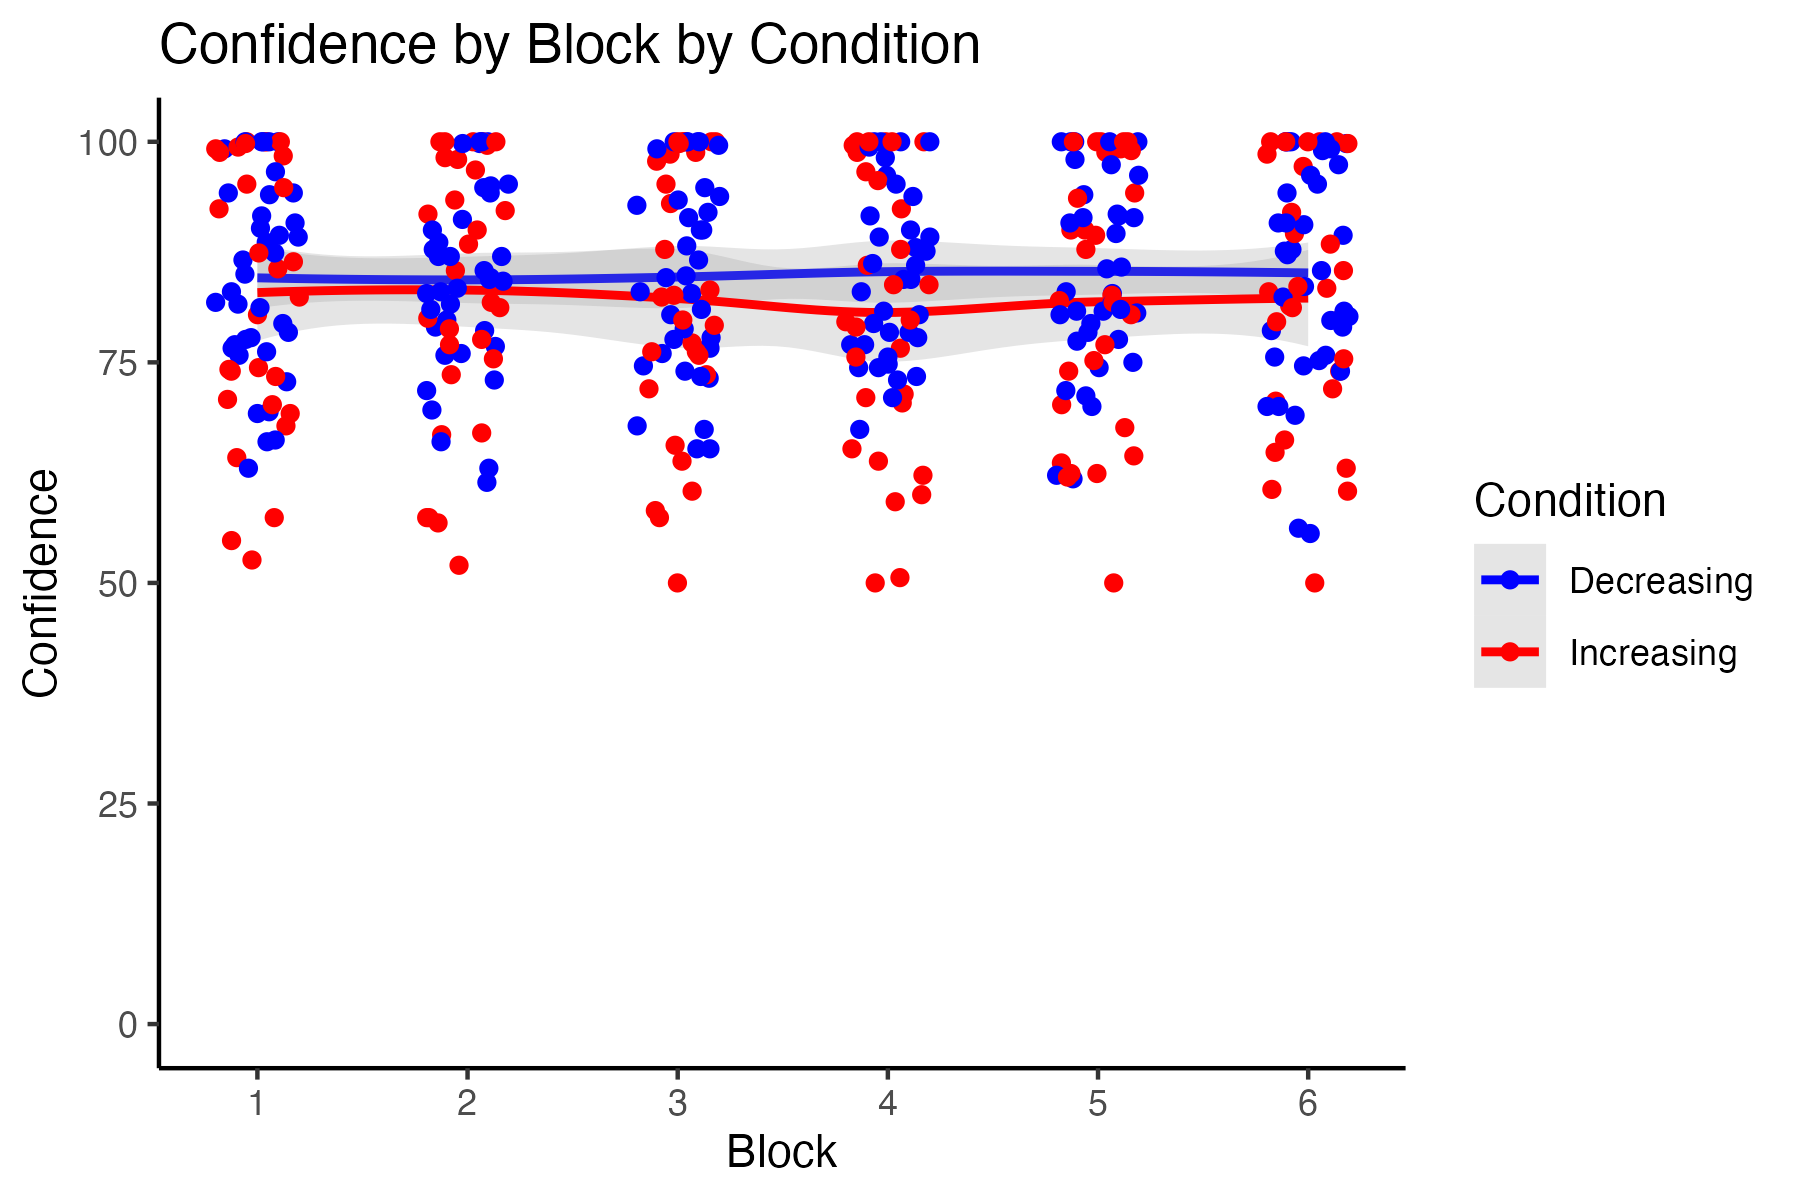 Confidence by Block by Condition
Confidence
100
75
50
25
0
1 2 3 4 5 6
Block
Condition
Decreasing
Increasing